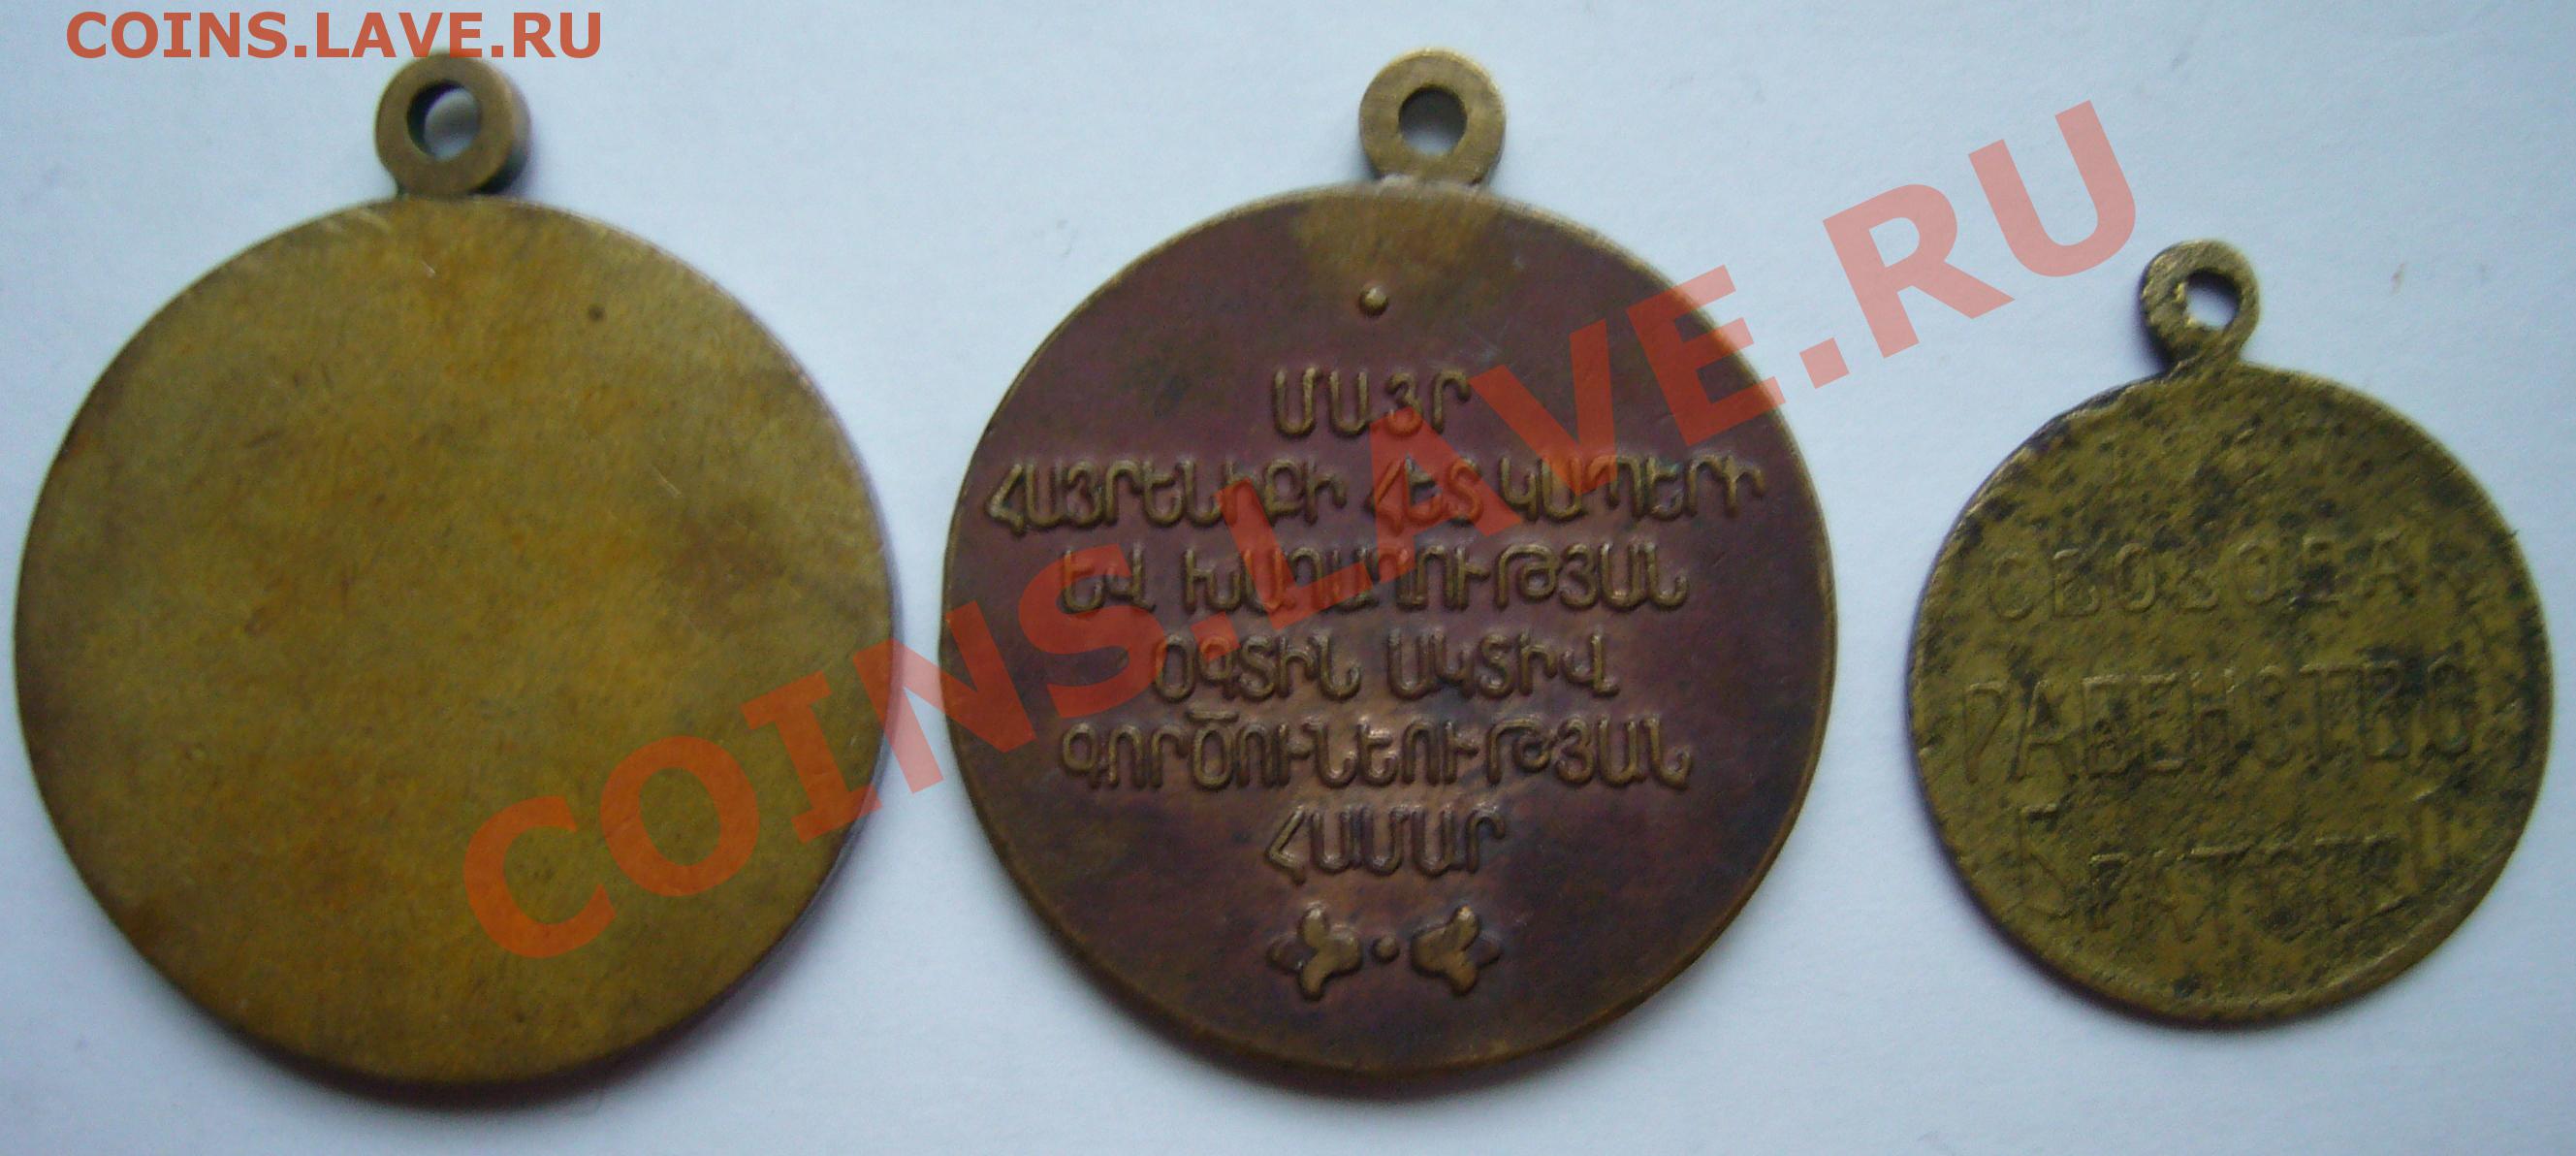 COINS.LAVE.RU
ՄԱՅՐ
ՀԱՅՐԵՆԻՔԻ ՀԵՏ ԿԱՊԵՐԻ
ԵՎ ԽԱՂԱՂՈՒԹՅԱՆ
ՕԳՏԻՆ ԱԿՏԻՎ
ԳՈՐԾՈՒՆԵՈՒԹՅԱՆ
ՀԱՄԱՐ
СВОБОДА
РАВЕНСТВО
COINS.LAVE.RU